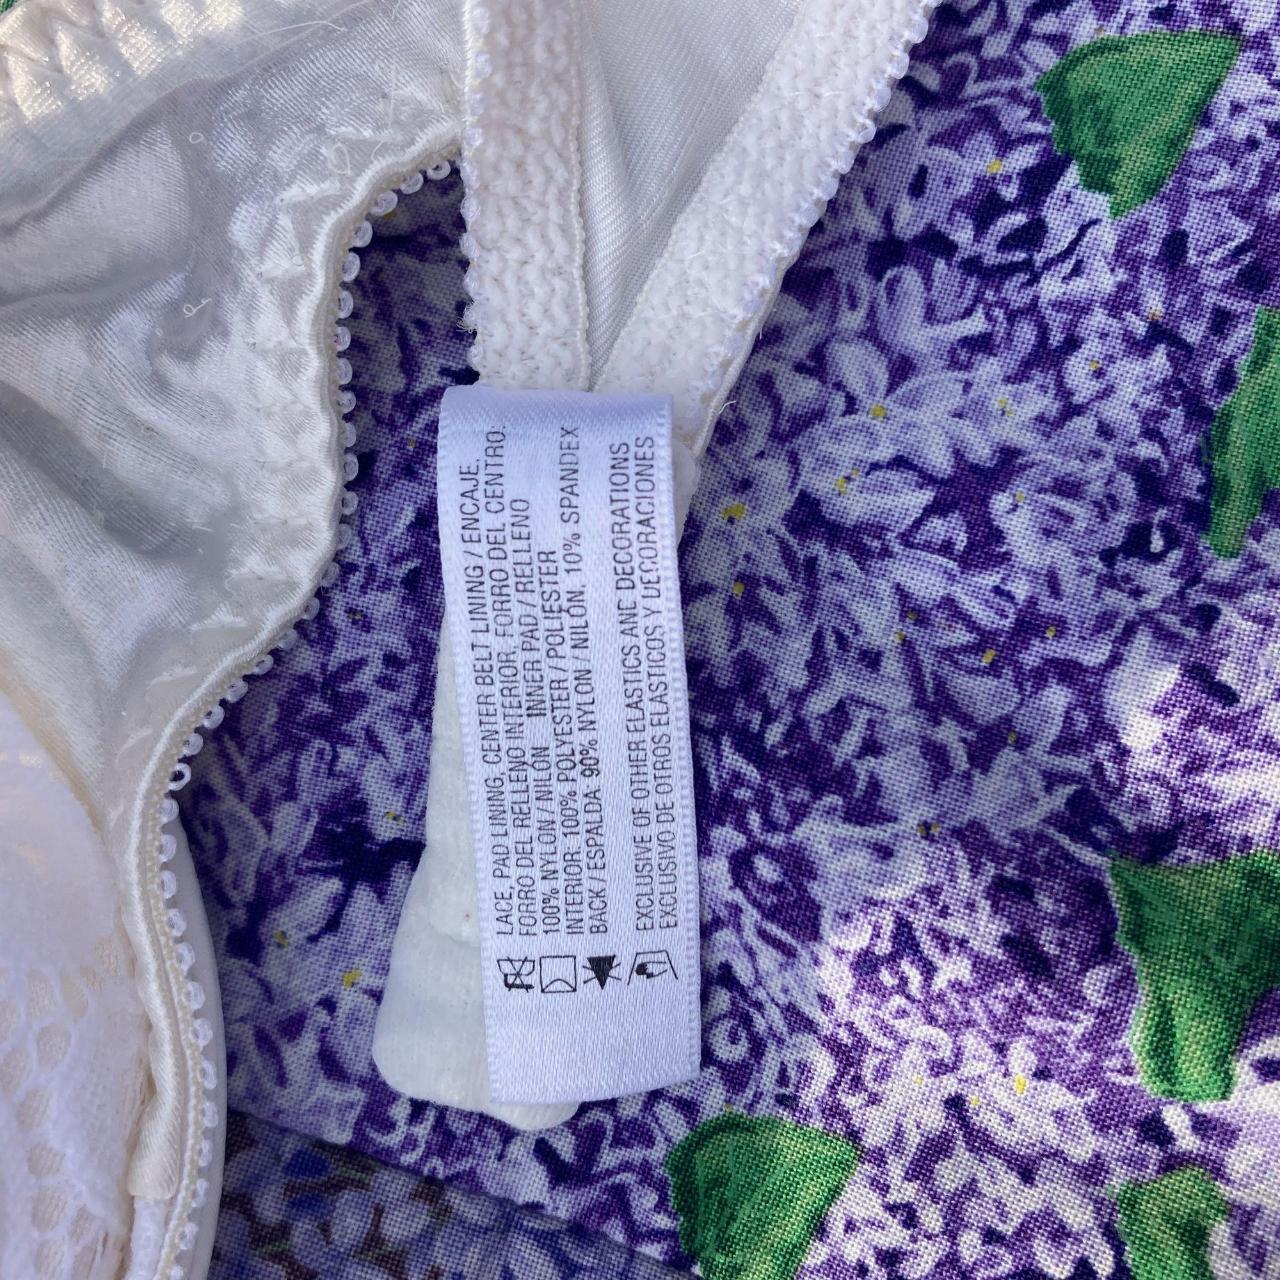 LACE, PAD LINING, CENTER BELT LINING / ENCAJE.
FORRO DEL RELLENO INTERIOR, FORRO DEL CENTRO:
100% NYLON / NILON INNER PAD / RELLENO
INTERIOR 100% POLYESTER / POLIESTER
BACK / ESPALDA 90% NYLON / NILON, 10% SPANDEX
EXCLUSIVE OF OTHER ELASTICS AND DECORATIONS
EXCLUSIVO DE OTROS ELASTICOS Y DECORACIONES